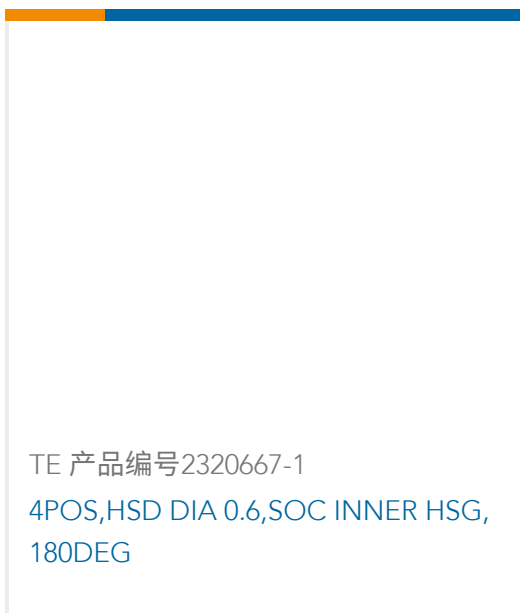 TE 产品编号2320667-1
4POS,HSD DIA 0.6,SOC INNER HSG,
180DEG